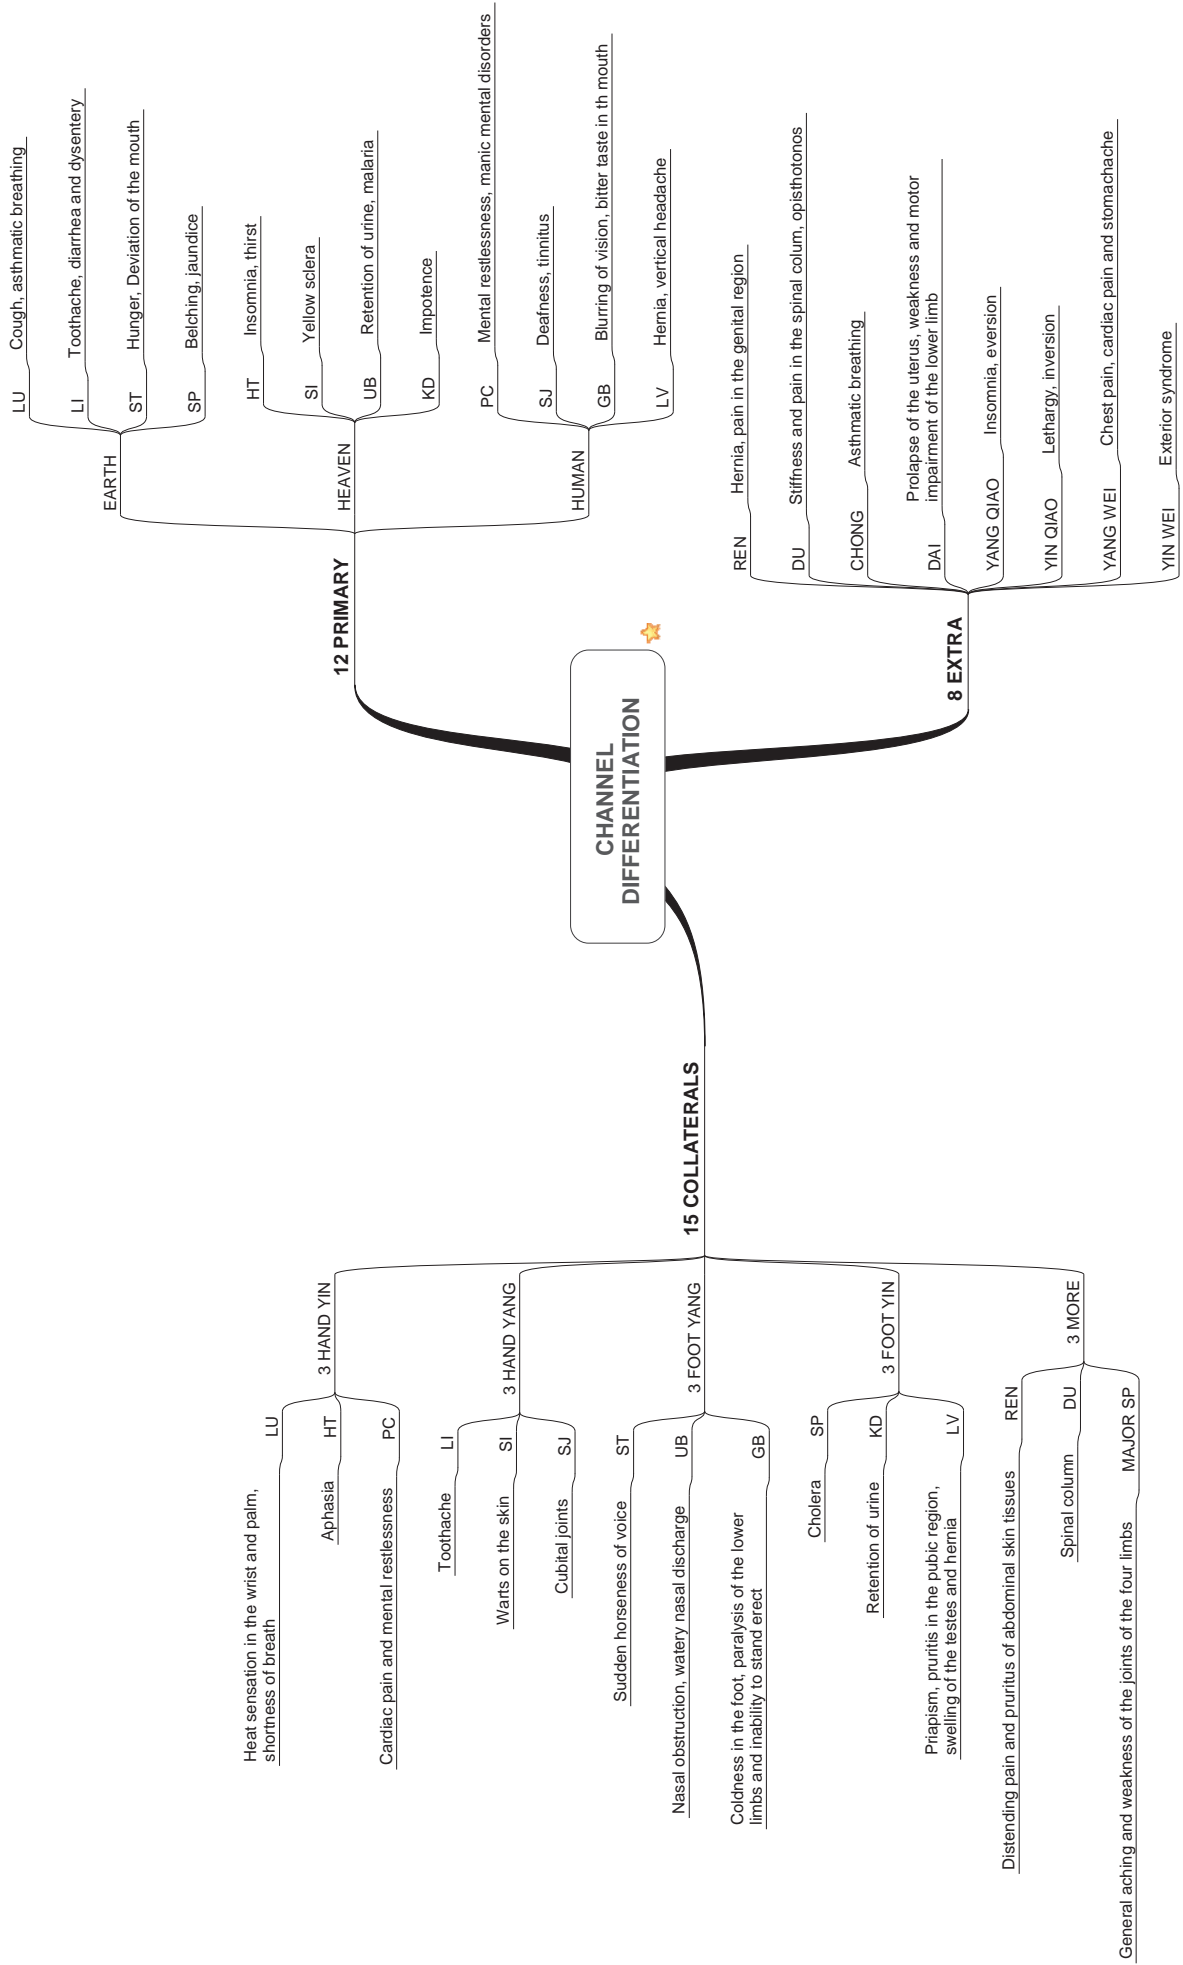 CHANNEL
DIFFERENTIATION
12 PRIMARY
EARTH
LU
Cough, asthmatic breathing
LI
Toothache, diarrhea and dysentery
ST
Hunger, Deviation of the mouth
SP
Belching, jaundice
HEAVEN
HT
Insomnia, thirst
SI
Yellow sclera
UB
Retention of urine, malaria
KD
Impotence
HUMAN
PC
Mental restlessness, manic mental disorders
SJ
Deafness, tinnitus
GB
Blurring of vision, bitter taste in th mouth
LV
Hernia, vertical headache
8 EXTRA
REN
Hernia, pain in the genital region
DU
Stiffness and pain in the spinal colum, opisthotonos
CHONG
Asthmatic breathing
DAI
Prolapse of the uterus, weakness and motor
impairment of the lower limb
YANG QIAO
Insomnia, eversion
YIN QIAO
Lethargy, inversion
YANG WEI
Chest pain, cardiac pain and stomachache
YIN WEI
Exterior syndrome
15 COLLATERALS
3 HAND YIN
LU
Heat sensation in the wrist and palm,
shortness of breath
HT
Aphasia
PC
Cardiac pain and mental restlessness
3 HAND YANG
LI
Toothache
SI
Warts on the skin
SJ
Cubital joints
3 FOOT YANG
ST
Sudden horseness of voice
UB
Nasal obstruction, watery nasal discharge
GB
Coldness in the foot, paralysis of the lower
limbs and inability to stand erect
3 FOOT YIN
SP
Cholera
KD
Retention of urine
LV
Priapism, pruritis in the pubic region,
swelling of the testes and hernia
3 MORE
REN
Distending pain and pruritus of abdominal skin tissues
DU
Spinal column
MAJOR SP
General aching and weakness of the joints of the four limbs